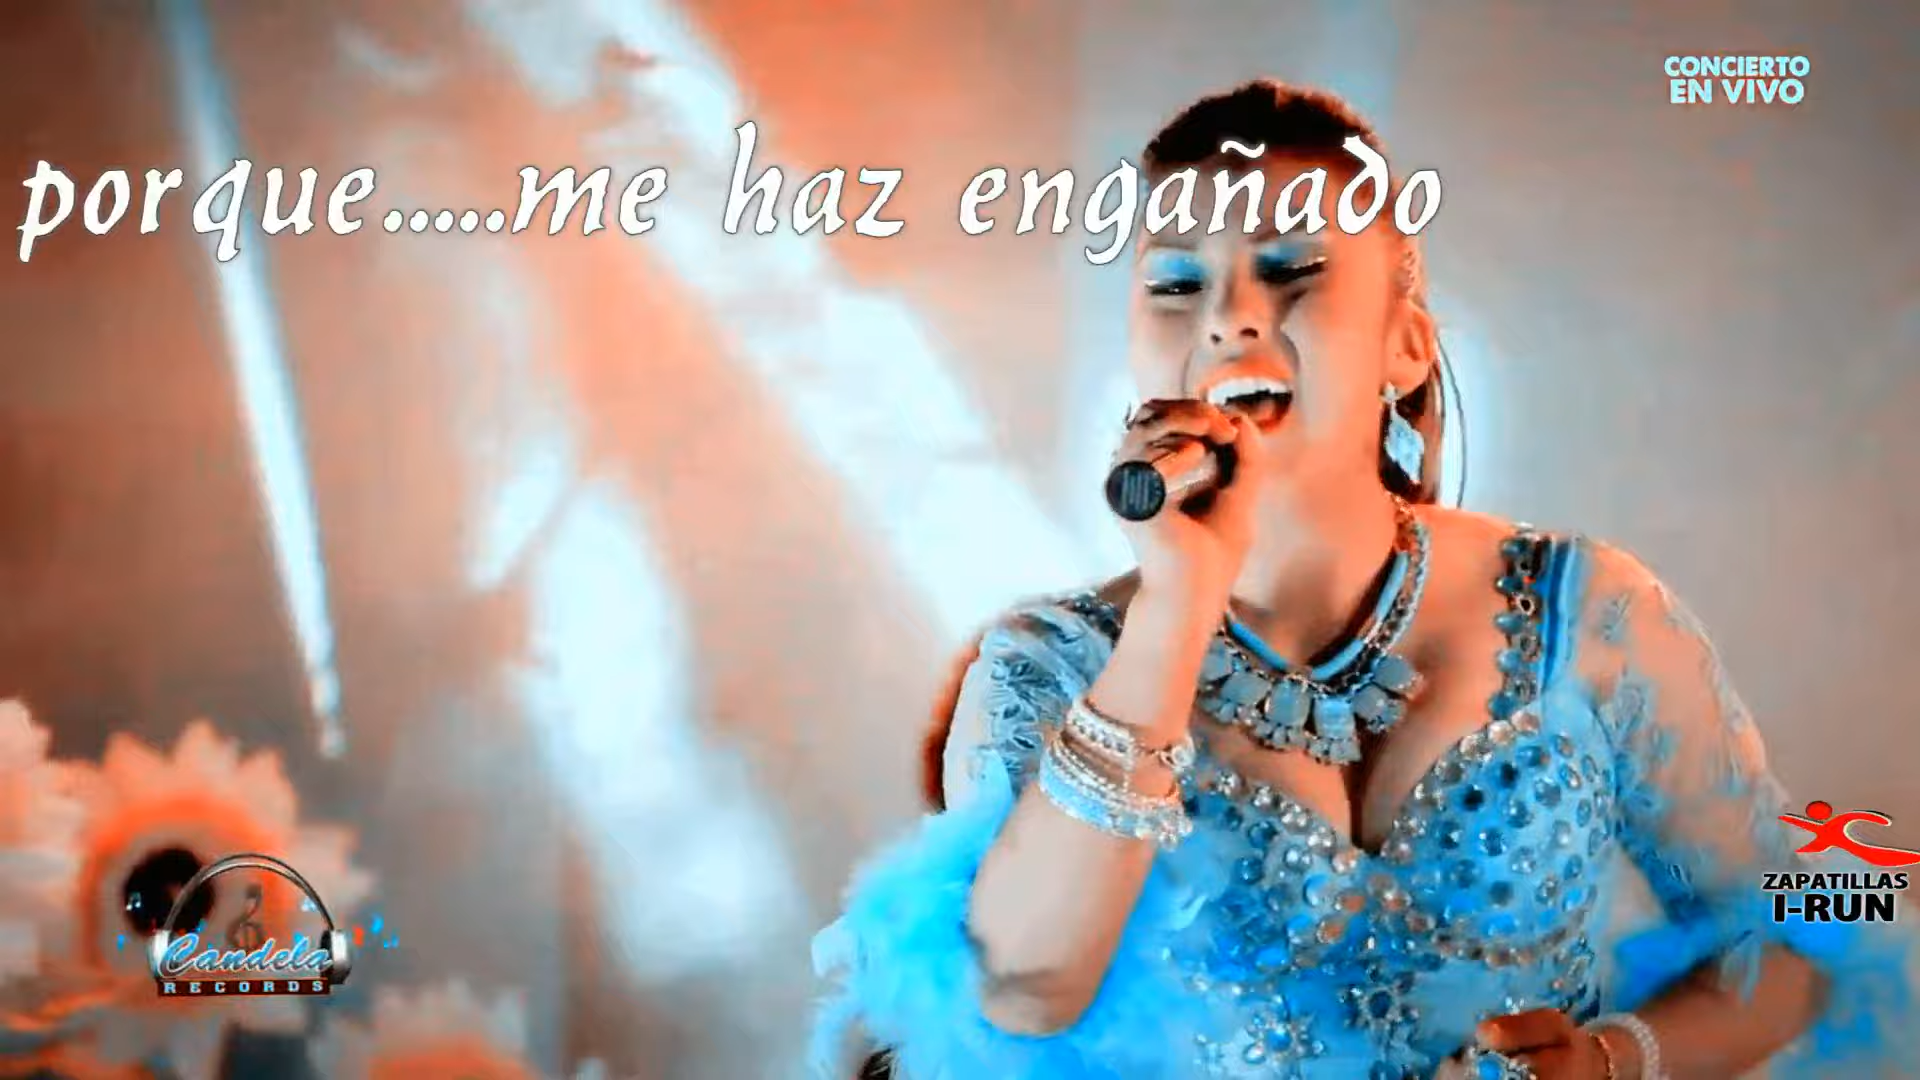 CONCIERTO
EN VIVO
porque.....me haz engañado
ZAPATILLAS
I-RUN
Candela
RECORDS